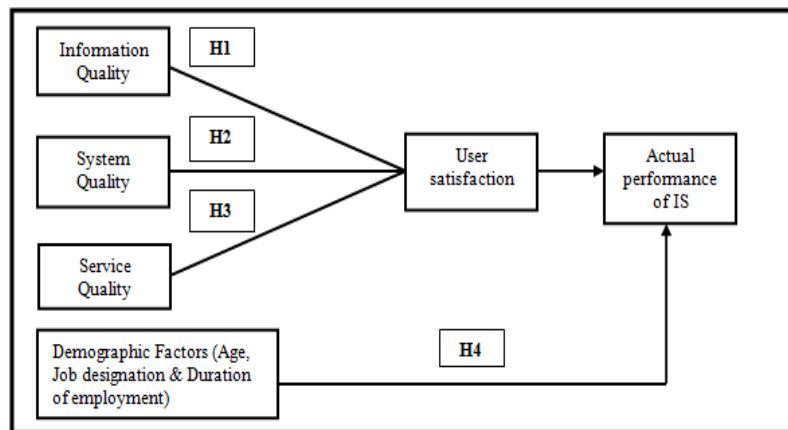 Information
Quality
H1
System
Quality
H2
Service
Quality
H3
User
satisfaction
Actual
performance
of IS
Demographic Factors (Age,
Job designation & Duration
of employment)
H4